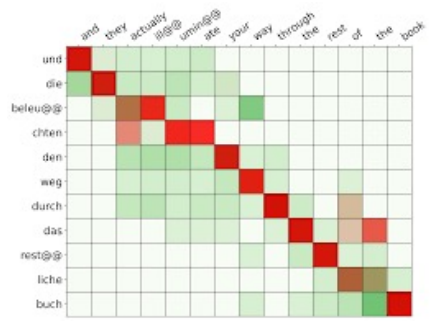 and they actually ill@@ umin@@ ate your way through the rest of the book
und
die
beleu@@
chten
den
weg
durch
das
rest@@
liche
buch